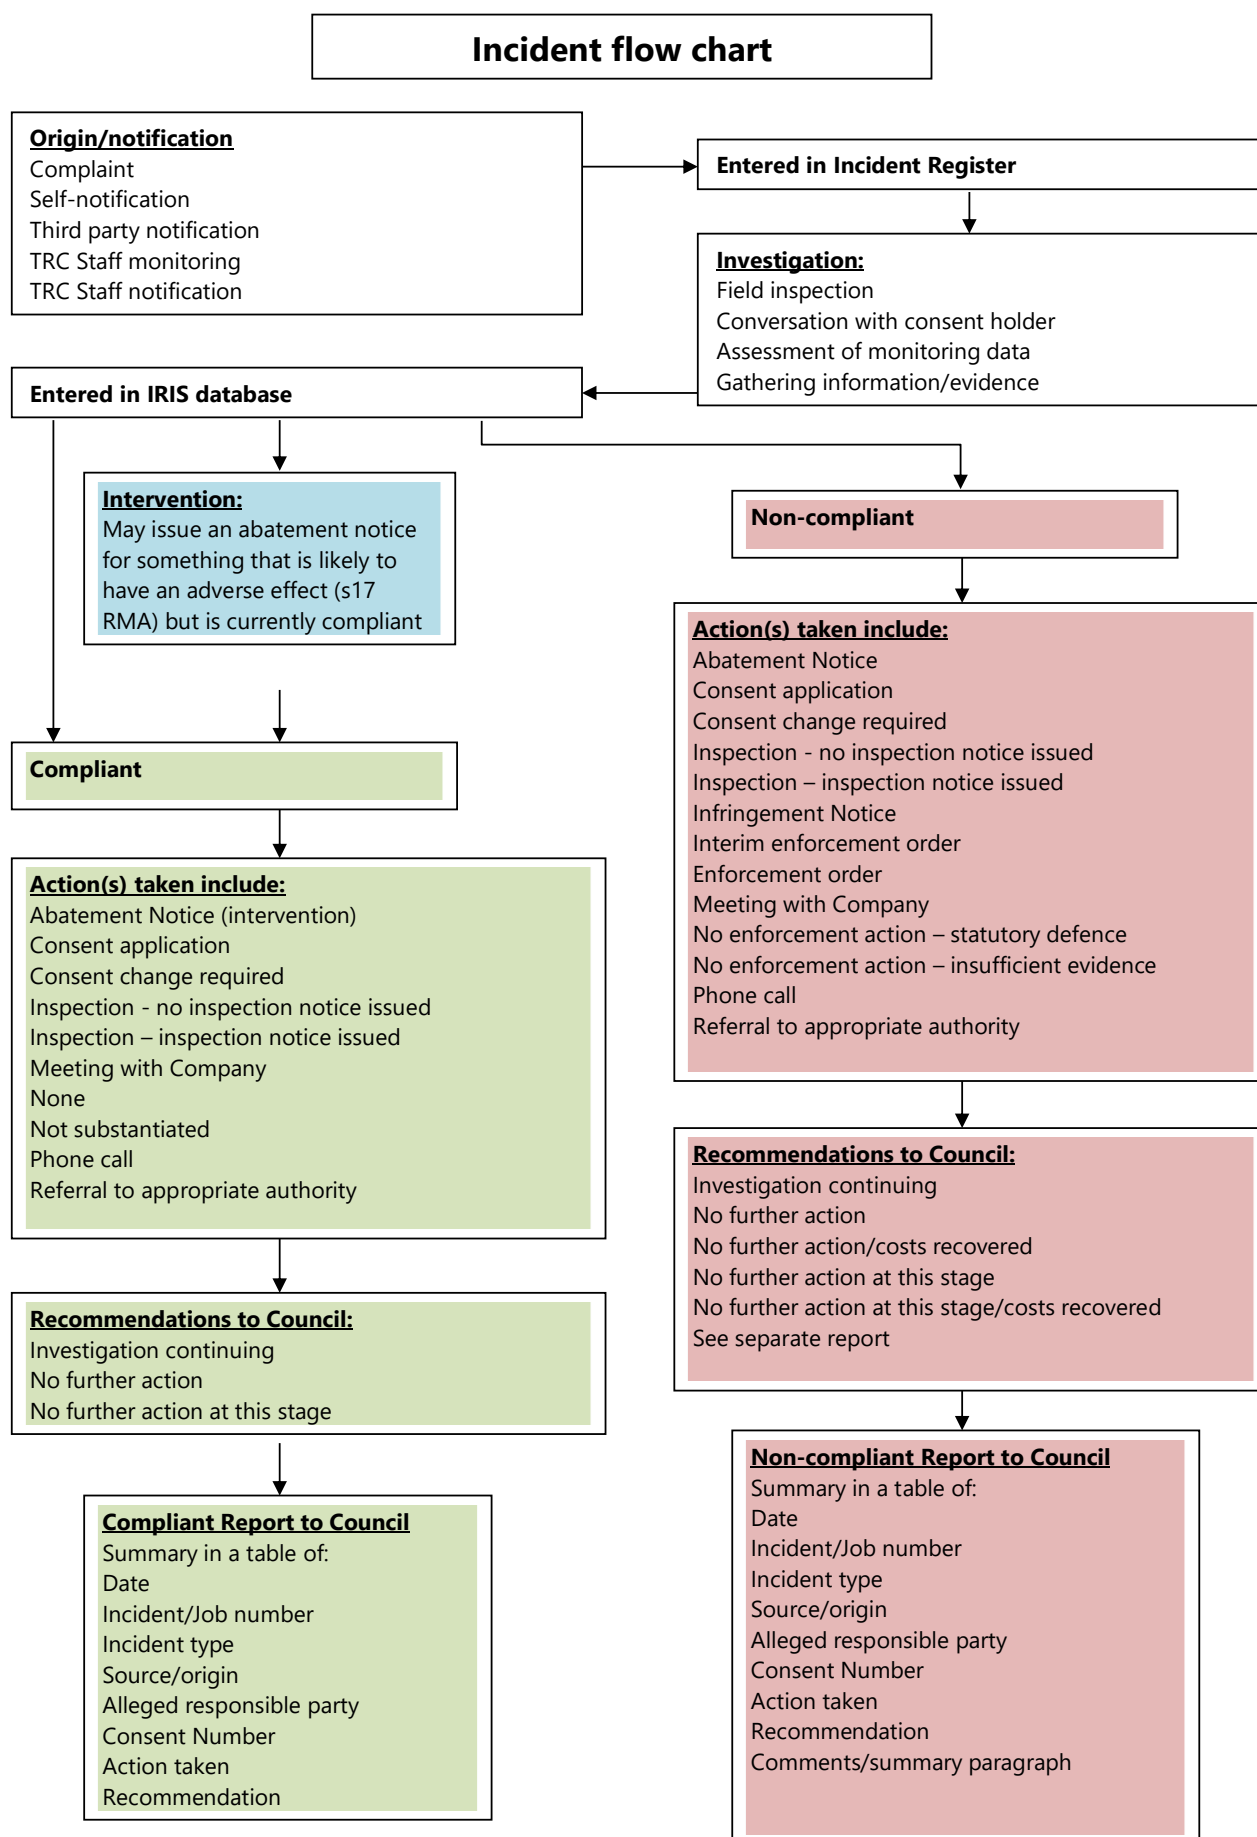 Incident flow chart
Origin/notification
Complaint
Self-notification
Third party notification
TRC Staff monitoring
TRC Staff notification
Entered in Incident Register
Investigation:
Field inspection
Conversation with consent holder
Assessment of monitoring data
Gathering information/evidence
Entered in IRIS database
Intervention:
May issue an abatement notice
for something that is likely to
have an adverse effect (s17
RMA) but is currently compliant
Compliant
Action(s) taken include:
Abatement Notice (intervention)
Consent application
Consent change required
Inspection - no inspection notice issued
Inspection – inspection notice issued
Meeting with Company
None
Not substantiated
Phone call
Referral to appropriate authority
Recommendations to Council:
Investigation continuing
No further action
No further action at this stage
Compliant Report to Council
Summary in a table of:
Date
Incident/Job number
Incident type
Source/origin
Alleged responsible party
Consent Number
Action taken
Recommendation
Non-compliant
Action(s) taken include:
Abatement Notice
Consent application
Consent change required
Inspection - no inspection notice issued
Inspection – inspection notice issued
Infringement Notice
Interim enforcement order
Enforcement order
Meeting with Company
No enforcement action – statutory defence
No enforcement action – insufficient evidence
Phone call
Referral to appropriate authority
Recommendations to Council:
Investigation continuing
No further action
No further action/costs recovered
No further action at this stage
No further action at this stage/costs recovered
See separate report
Non-compliant Report to Council
Summary in a table of:
Date
Incident/Job number
Incident type
Source/origin
Alleged responsible party
Consent Number
Action taken
Recommendation
Comments/summary paragraph